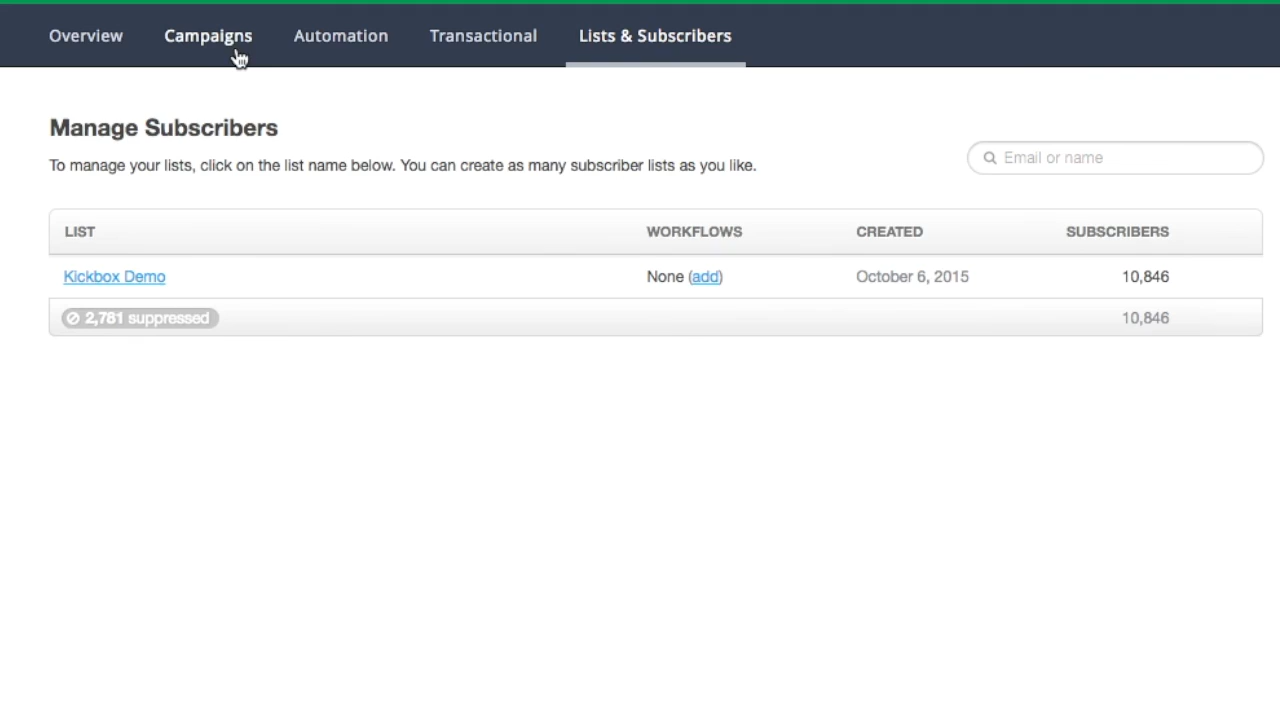 Overview Campaigns Automation Transactional Lists & Subscribers
Manage Subscribers
To manage your lists, click on the list name below. You can create as many subscriber lists as you like.
Email or name
LIST WORKFLOWS CREATED SUBSCRIBERS
Kickbox Demo None (add) October 6, 2015 10,846
2,781 suppressed 10,846